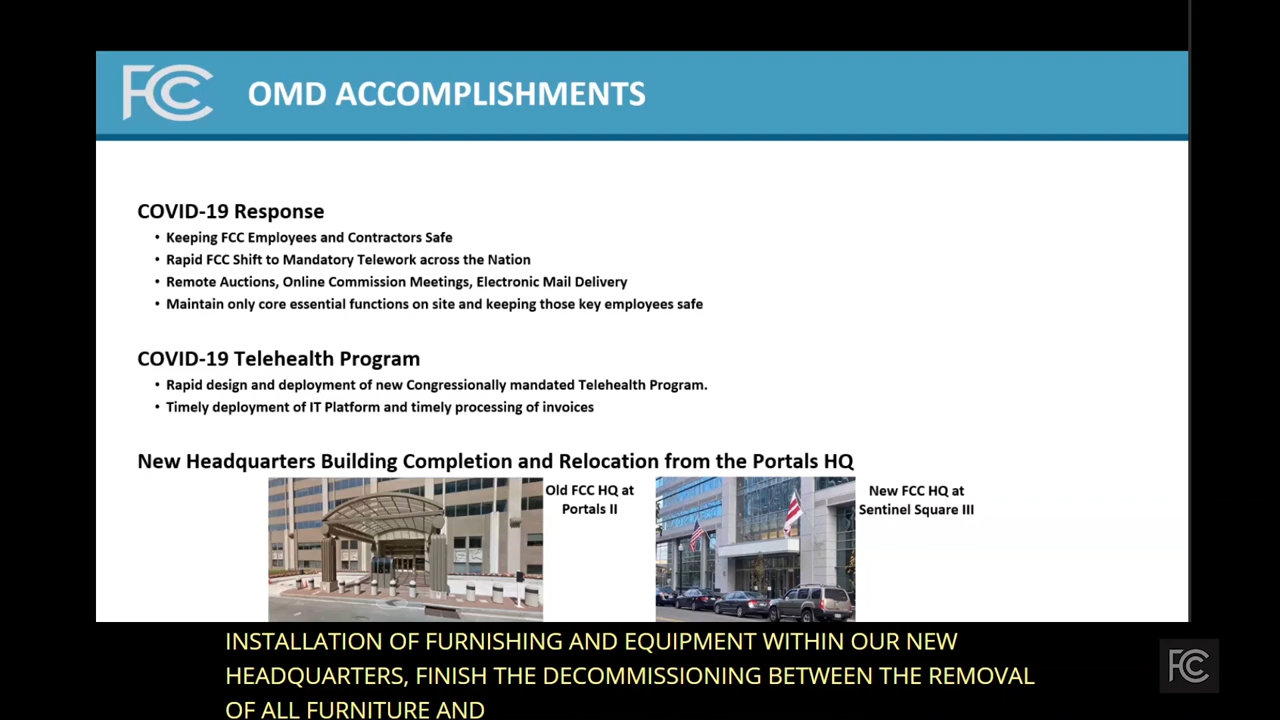 FCC OMD ACCOMPLISHMENTS
COVID-19 Response
• Keeping FCC Employees and Contractors Safe
• Rapid FCC Shift to Mandatory Telework across the Nation
• Remote Auctions, Online Commission Meetings, Electronic Mail Delivery
• Maintain only core essential functions on site and keeping those key employees safe
COVID-19 Telehealth Program
• Rapid design and deployment of new Congressionally mandated Telehealth Program.
• Timely deployment of IT Platform and timely processing of invoices
New Headquarters Building Completion and Relocation from the Portals HQ
Old FCC HQ at
Portals II
New FCC HQ at
Sentinel Square III
INSTALLATION OF FURNISHING AND EQUIPMENT WITHIN OUR NEW
HEADQUARTERS, FINISH THE DECOMMISSIONING BETWEEN THE REMOVAL
OF ALL FURNITURE AND
FCC